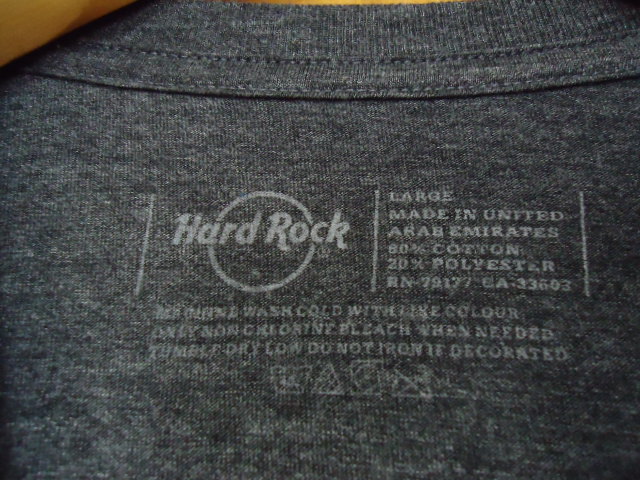 Hard Rock
LARGE
MADE IN UNITED
ARAB EMIRATES
80% COTTON
20% POLYESTER
RN-79177 CA-33603
MACHINE WASH COLD WITH LIKE COLOUR
ONLY NON CHLORINE BLEACH WHEN NEEDED
TUMBLE DRY LOW DO NOT IRON IF DECORATED